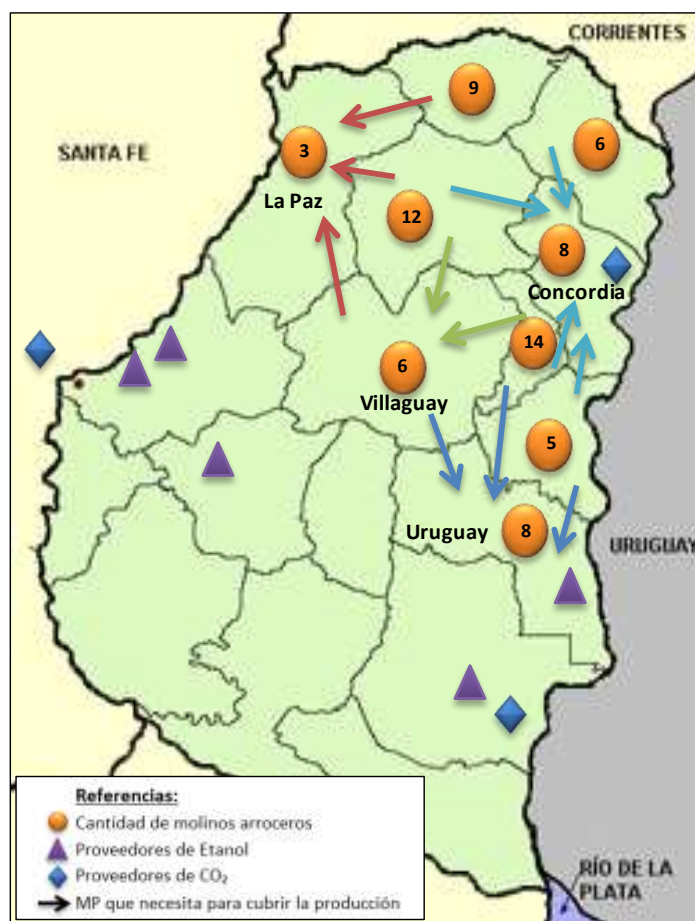 CORRIENTES
9
SANTA FE
3
6
La Paz
12
8
Concordia
14
6
Villaguay
5
Uruguay
8
URUGUAY
Referencias:
Cantidad de molinos arroceros
Proveedores de Etanol
Proveedores de CO₂
MP que necesita para cubrir la producción
RÍO DE LA
PLATA